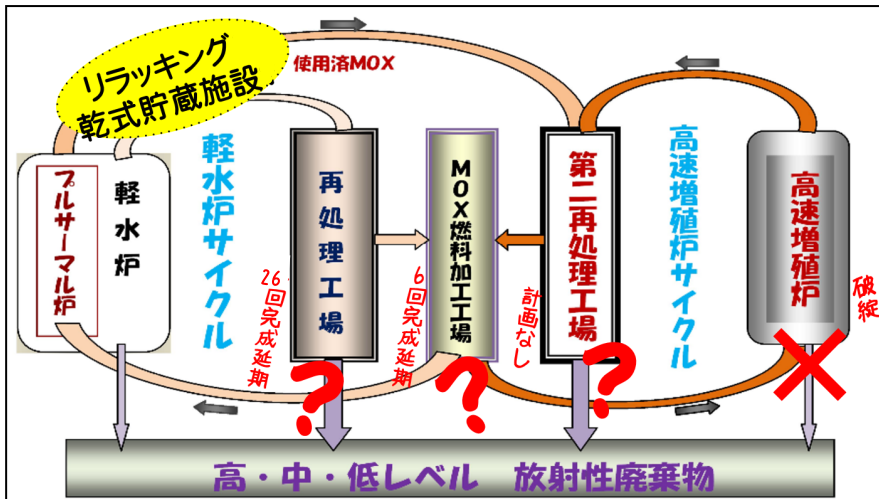 リラッキング
乾式貯蔵施設
使用済MOX
プルサーマル炉
軽水炉
軽水炉サイクル
再処理工場
26回完成延期
MOX燃料加工工場
6回完成延期
第二再処理工場
計画なし
高速増殖炉サイクル
高速増殖炉
破綻
?
?
?
高・中・低レベル 放射性廃棄物